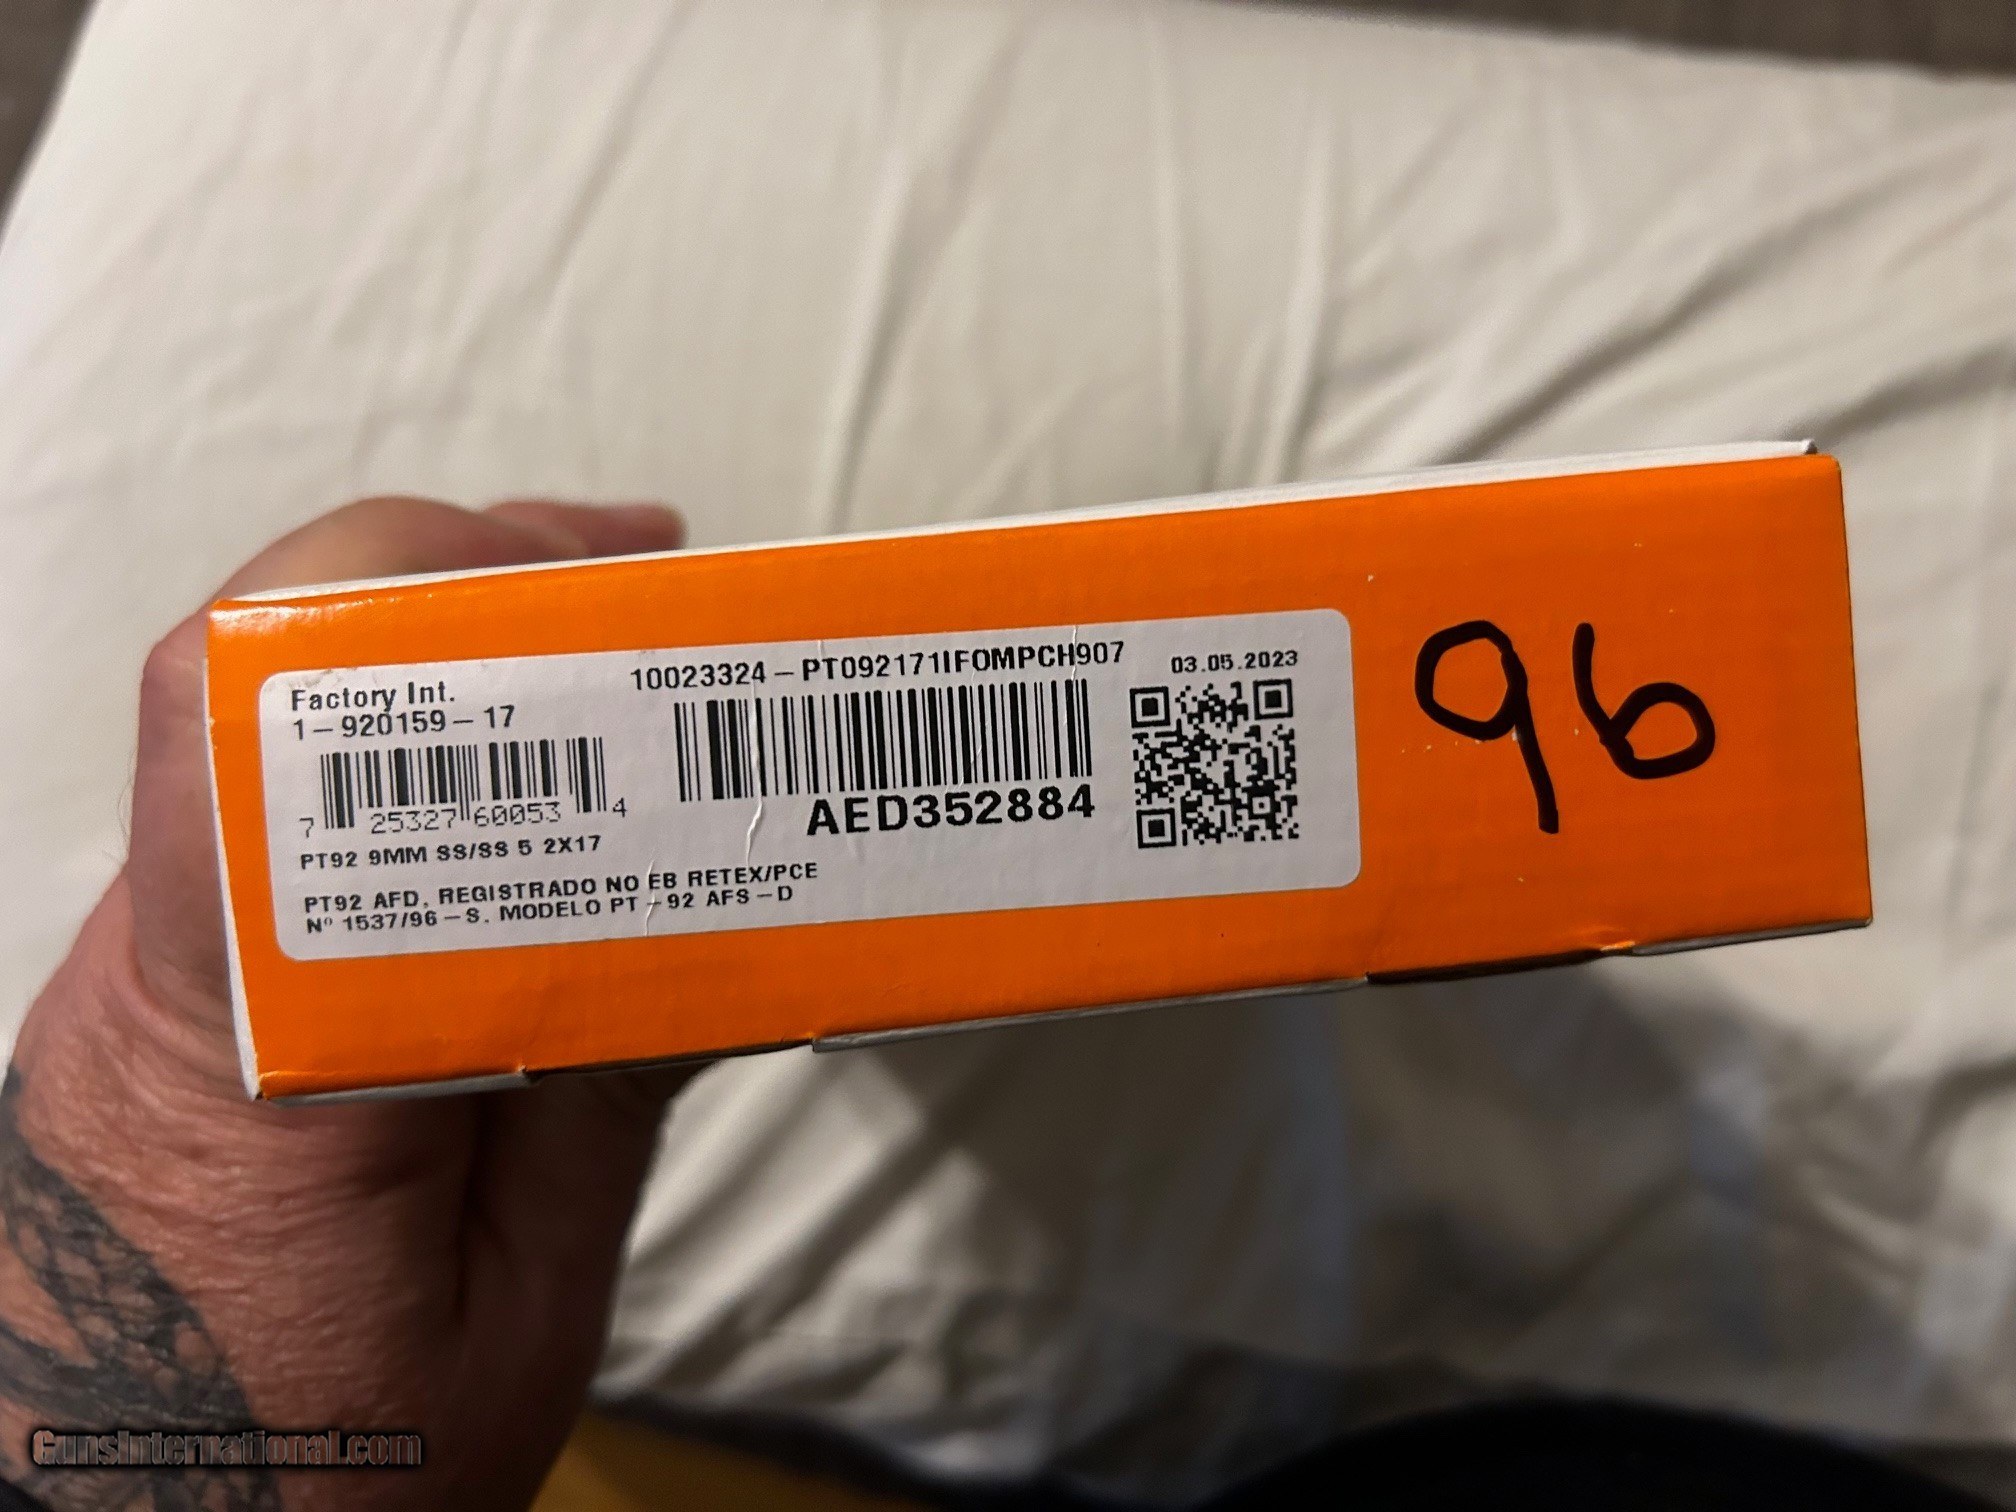 Factory Int.
1-920159-17
7 25327 60053 4
PT92 9MM SS/SS 5 2X17
PT92 AFD, REGISTRADO NO EB RETEX/PCE
Nº 1537/96-S. MODELO PT-92 AFS-D
10023324-PT092171IFOMPCH907
AED352884
03.05.2023
96
GunsInternational.com